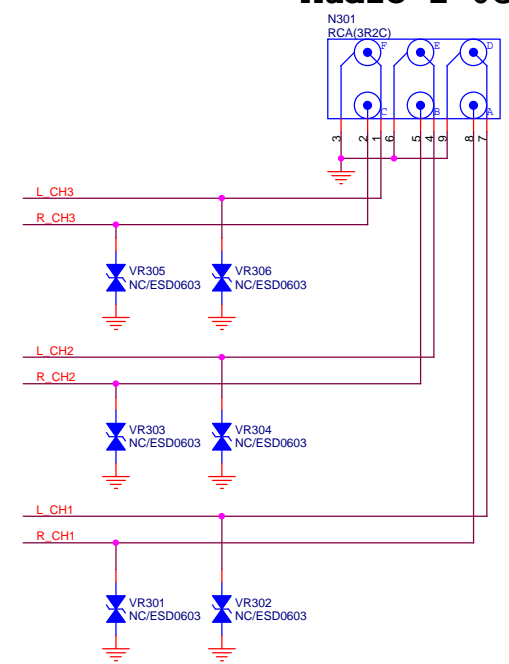 N301
RCA(3R2C)
F E D
C B A
3 2 1 6 5 4 9 8 7
L_CH3
R_CH3
VR305 VR306
NC/ESD0603 NC/ESD0603
L_CH2
R_CH2
VR303 VR304
NC/ESD0603 NC/ESD0603
L_CH1
R_CH1
VR301 VR302
NC/ESD0603 NC/ESD0603